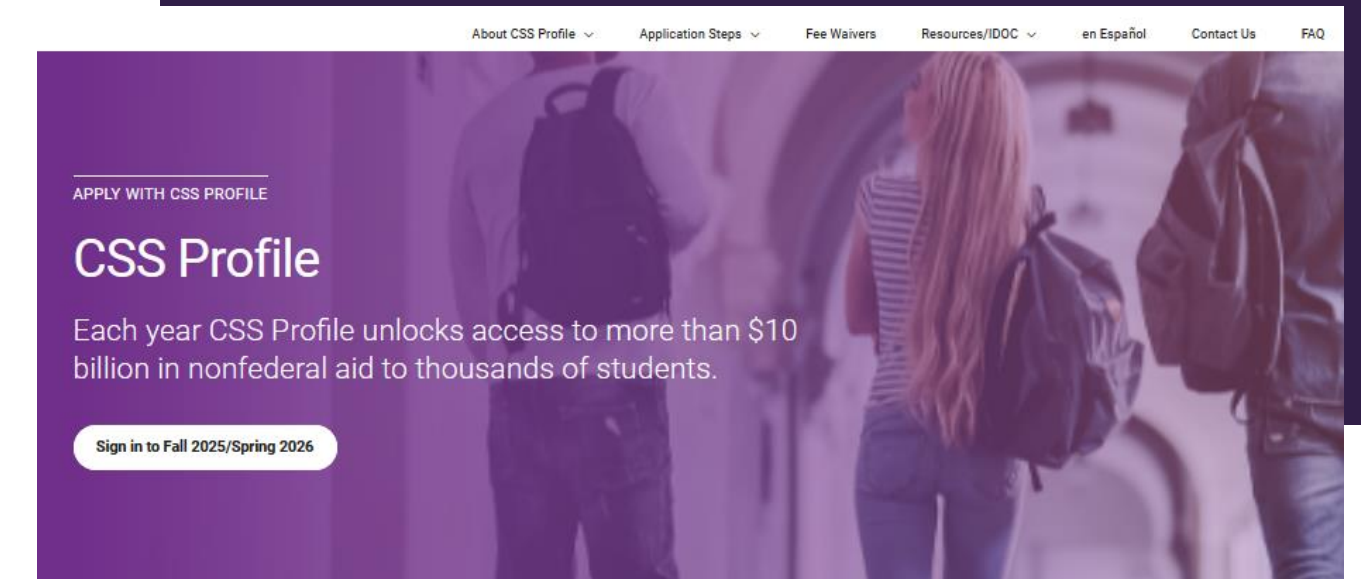 About CSS Profile Application Steps Fee Waivers Resources/IDOC en Español Contact Us FAQ
APPLY WITH CSS PROFILE
CSS Profile
Each year CSS Profile unlocks access to more than $10
billion in nonfederal aid to thousands of students.
Sign in to Fall 2025/Spring 2026